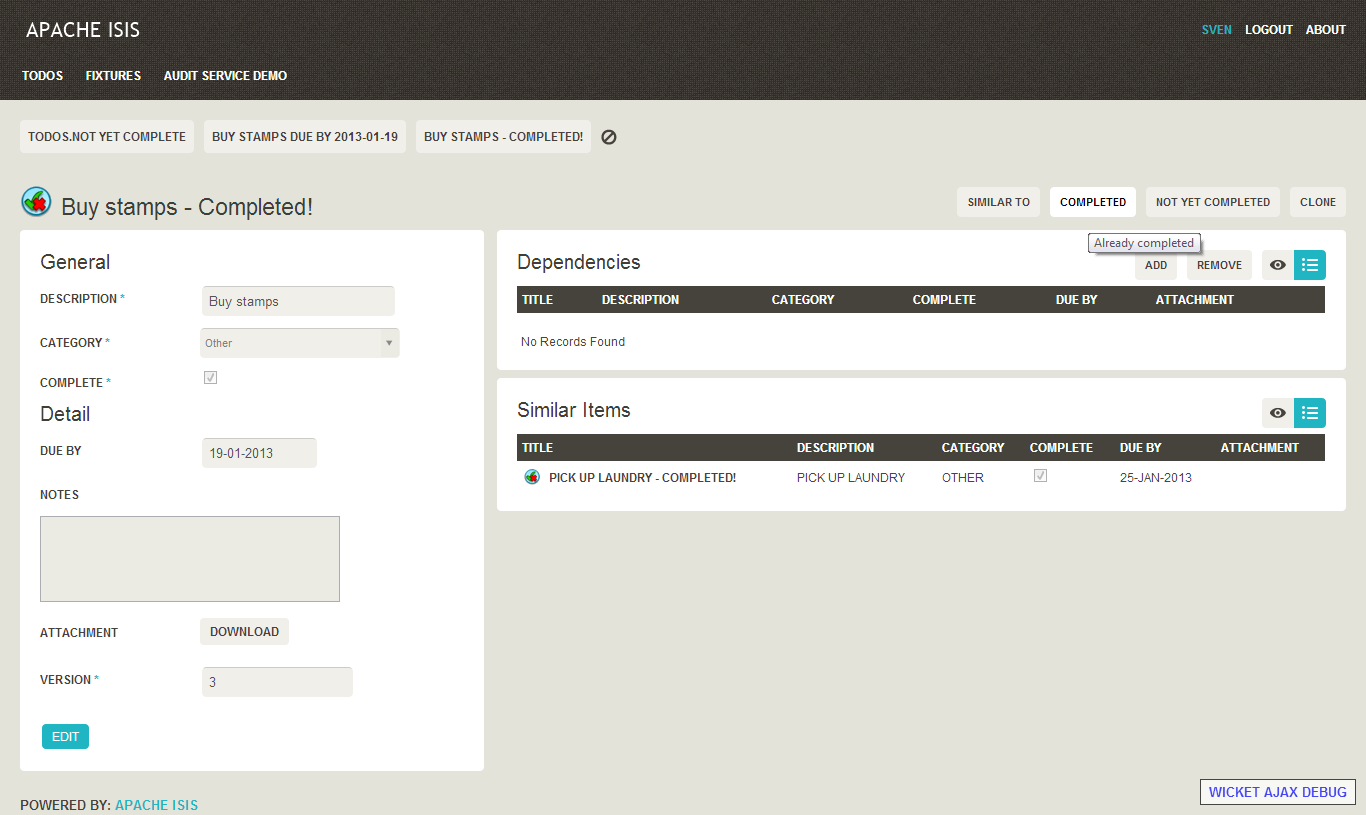 APACHE ISIS
SVEN LOGOUT ABOUT
TODOS FIXTURES AUDIT SERVICE DEMO
TODOS.NOT YET COMPLETE BUY STAMPS DUE BY 2013-01-19 BUY STAMPS - COMPLETED!
Buy stamps - Completed!
SIMILAR TO COMPLETED NOT YET COMPLETED CLONE
Already completed
General
DESCRIPTION * Buy stamps
CATEGORY * Other
COMPLETE *
Detail
DUE BY 19-01-2013
NOTES
ATTACHMENT DOWNLOAD
VERSION * 3
EDIT
Dependencies
ADD REMOVE
TITLE DESCRIPTION CATEGORY COMPLETE DUE BY ATTACHMENT
No Records Found
Similar Items
TITLE DESCRIPTION CATEGORY COMPLETE DUE BY ATTACHMENT
PICK UP LAUNDRY - COMPLETED! PICK UP LAUNDRY OTHER 25-JAN-2013
WICKET AJAX DEBUG
POWERED BY: APACHE ISIS